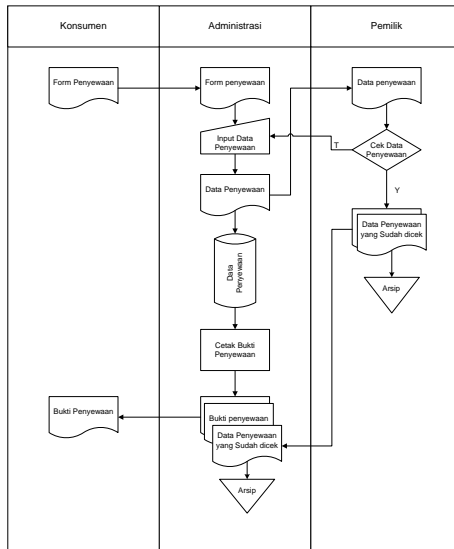 Konsumen
Administrasi
Pemilik
Form Penyewaan
Form penyewaan
Data penyewaan
Input Data
Penyewaan
T
Cek Data
Penyewaan
Data Penyewaan
Y
Data Penyewaan
yang Sudah dicek
Data
Penyewaan
Arsip
Cetak Bukti
Penyewaan
Bukti Penyewaan
Bukti penyewaan
Data Penyewaan
yang Sudah dicek
Arsip